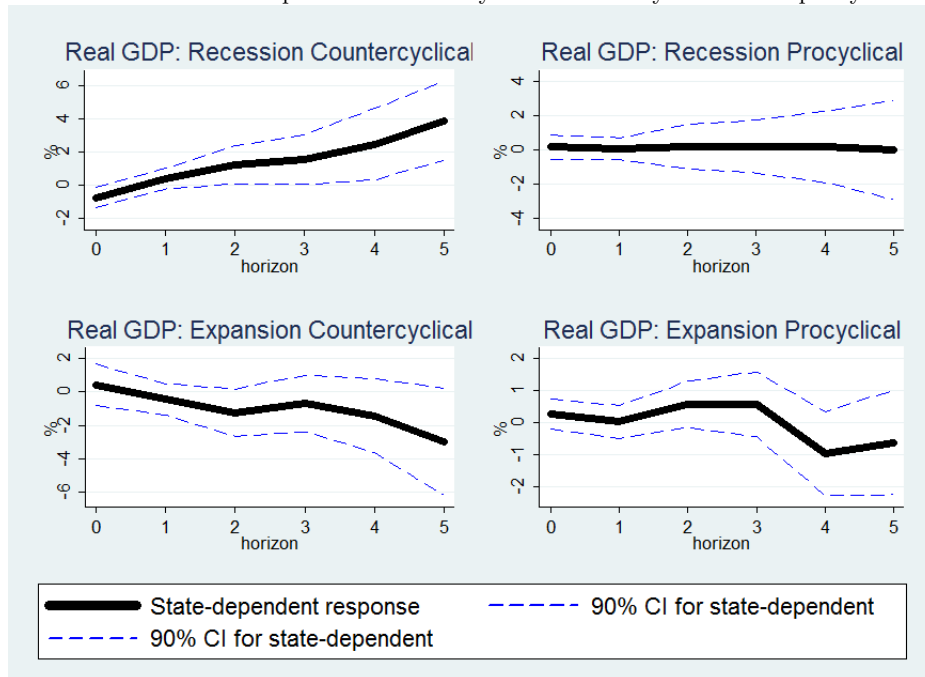 Real GDP: Recession Countercyclical
%
6
4
2
0
-2
0 1 2 3 4 5
horizon
Real GDP: Recession Procyclical
%
4
2
0
-2
-4
0 1 2 3 4 5
horizon
Real GDP: Expansion Countercyclical
%
2
0
-2
-4
-6
0 1 2 3 4 5
horizon
Real GDP: Expansion Procyclical
%
2
1
0
-1
-2
0 1 2 3 4 5
horizon
State-dependent response
90% CI for state-dependent
90% CI for state-dependent